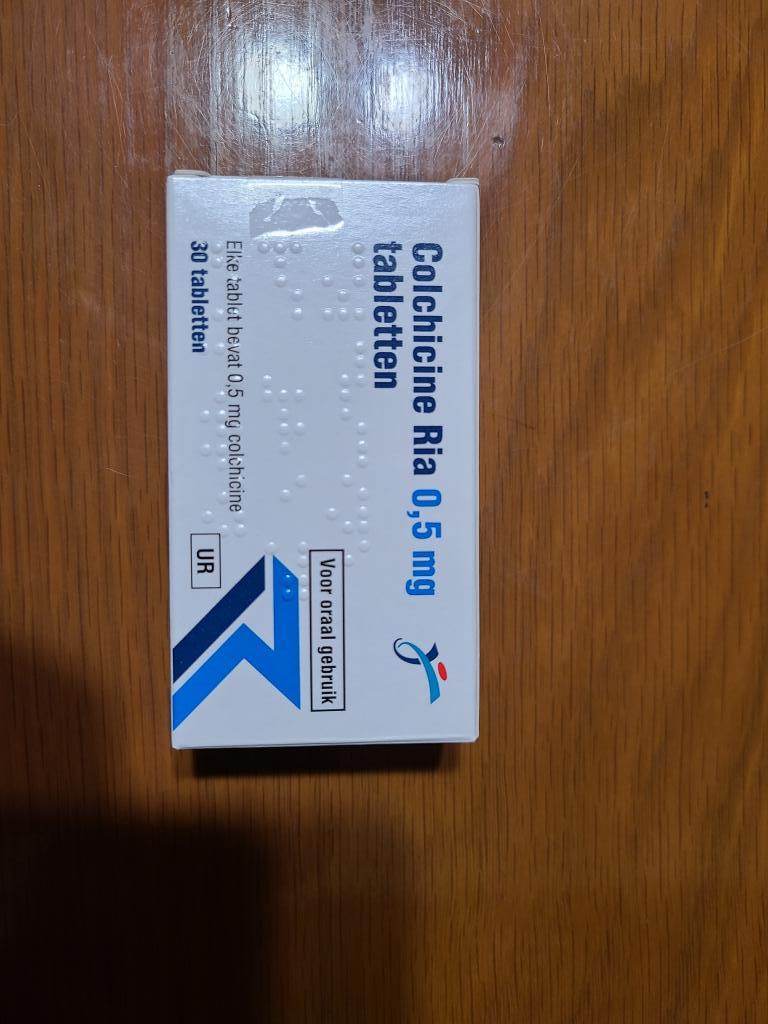 Colchicine Ria 0,5 mg
tabletten
Voor oraal gebruik
Elke tablet bevat 0,5 mg colchicine
30 tabletten
UR